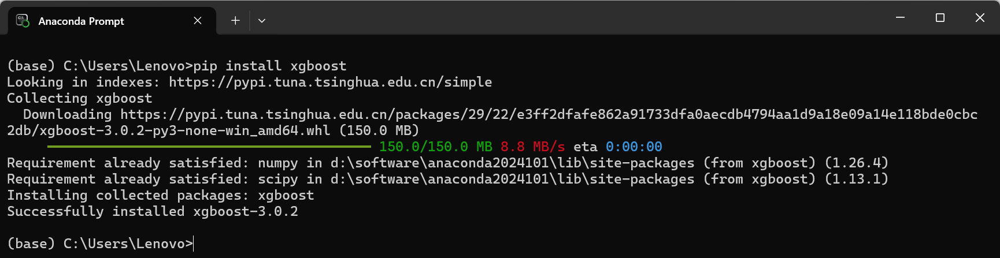 Anaconda Prompt
(base) C:\Users\Lenovo>pip install xgboost
Looking in indexes: https://pypi.tuna.tsinghua.edu.cn/simple
Collecting xgboost
  Downloading https://pypi.tuna.tsinghua.edu.cn/packages/29/22/e3ff2dfafe862a91733dfa0aecdb4794aa1d9a18e09a14e118bde0cbc
2db/xgboost-3.0.2-py3-none-win_amd64.whl (150.0 MB)
150.0/150.0 MB 8.8 MB/s eta 0:00:00
Requirement already satisfied: numpy in d:\software\anaconda2024101\lib\site-packages (from xgboost) (1.26.4)
Requirement already satisfied: scipy in d:\software\anaconda2024101\lib\site-packages (from xgboost) (1.13.1)
Installing collected packages: xgboost
Successfully installed xgboost-3.0.2
(base) C:\Users\Lenovo>